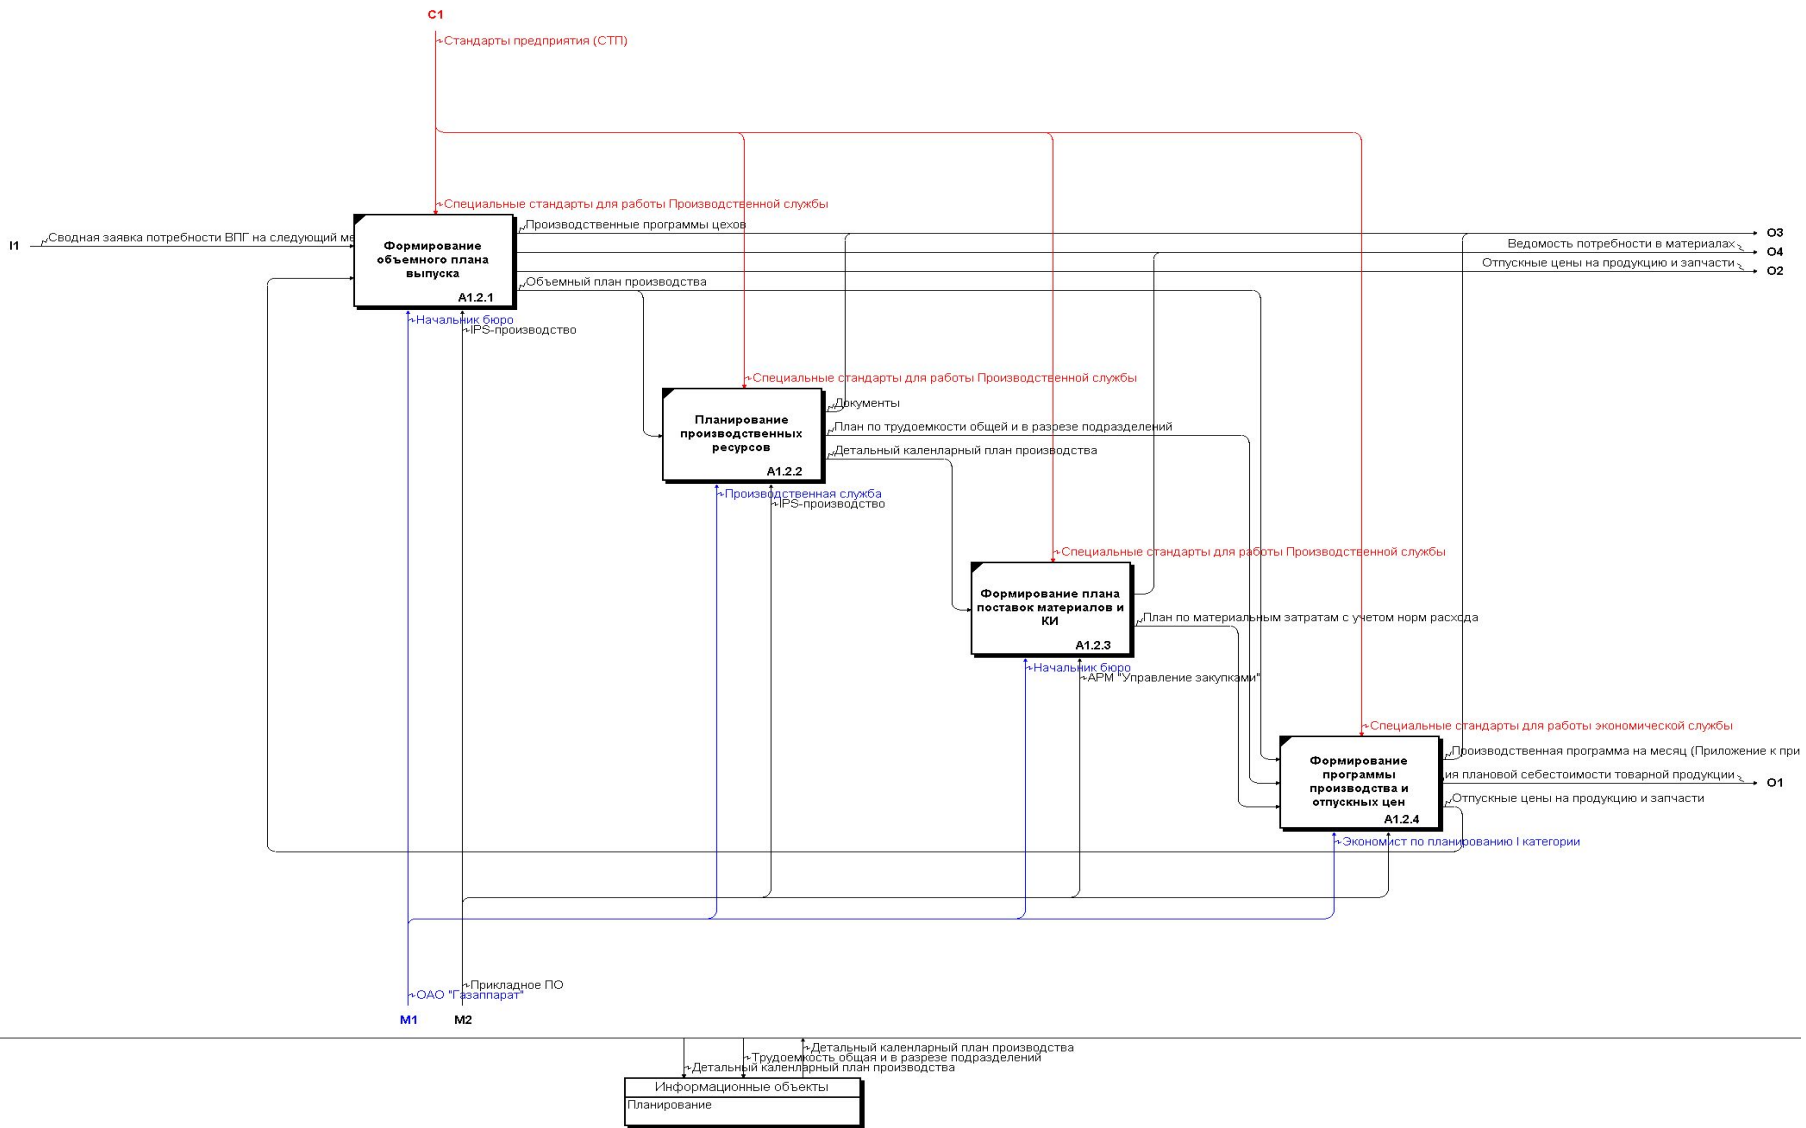 C1
Стандарты предприятия (СТП)
Специальные стандарты для работы Производственной службы
I1
Сводная заявка потребности ВПГ на следующий ме
Формирование
объемного плана
выпуска
A1.2.1
Производственные программы цехов
O3
Ведомость потребности в материалах
O4
Отпускные цены на продукцию и запчасти
O2
Объемный план производства
Начальник бюро
IPS-производство
Специальные стандарты для работы Производственной службы
Планирование
производственных
ресурсов
A1.2.2
Документы
План по трудоемкости общей и в разрезе подразделений
Детальный каленларный план производства
Производственная служба
IPS-производство
Специальные стандарты для работы Производственной службы
Формирование плана
поставок материалов и
КИ
A1.2.3
План по материальным затратам с учетом норм расхода
Начальник бюро
АРМ "Управление закупками"
Специальные стандарты для работы экономической службы
Формирование
программы
производства и
отпускных цен
A1.2.4
Производственная программа на месяц (Приложение к при
ия плановой себестоимости товарной продукции
O1
Отпускные цены на продукцию и запчасти
Экономист по планированию I категории
Прикладное ПО
ОАО "Газаппарат"
M1
M2
Детальный каленларный план производства
Трудоемкость общая и в разрезе подразделений
Детальный каленларный план производства
Информационные объекты
Планирование